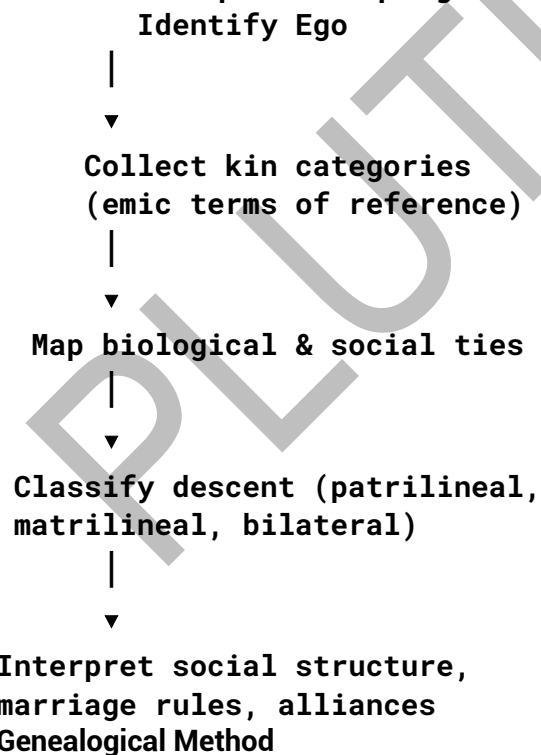 Identify Ego
|
▼
Collect kin categories
(emic terms of reference)
|
▼
Map biological & social ties
|
▼
Classify descent (patrilineal,
matrilineal, bilateral)
|
▼
Interpret social structure,
marriage rules, alliances
Genealogical Method
PLUT